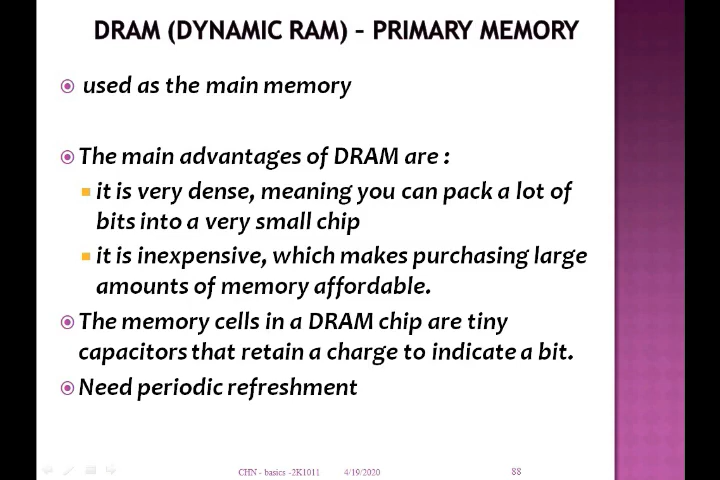 DRAM (DYNAMIC RAM) – PRIMARY MEMORY
used as the main memory
The main advantages of DRAM are :
it is very dense, meaning you can pack a lot of
bits into a very small chip
it is inexpensive, which makes purchasing large
amounts of memory affordable.
The memory cells in a DRAM chip are tiny
capacitors that retain a charge to indicate a bit.
Need periodic refreshment
CHN - basics -2K1011 4/19/2020 88